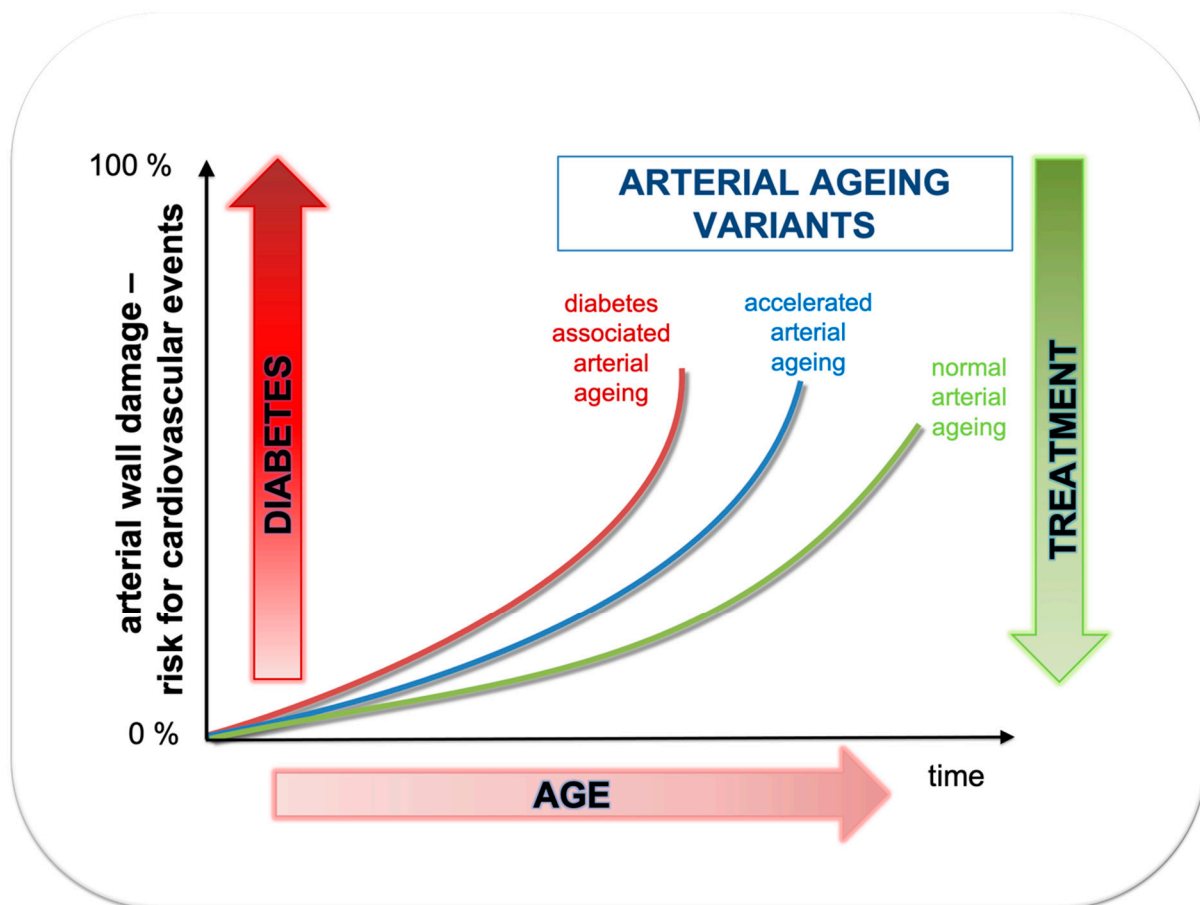 100 %
ARTERIAL AGEING
VARIANTS
arterial wall damage –
risk for cardiovascular events
DIABETES
diabetes
associated
arterial
ageing
accelerated
arterial
ageing
normal
arterial
ageing
TREATMENT
0 %
time
AGE